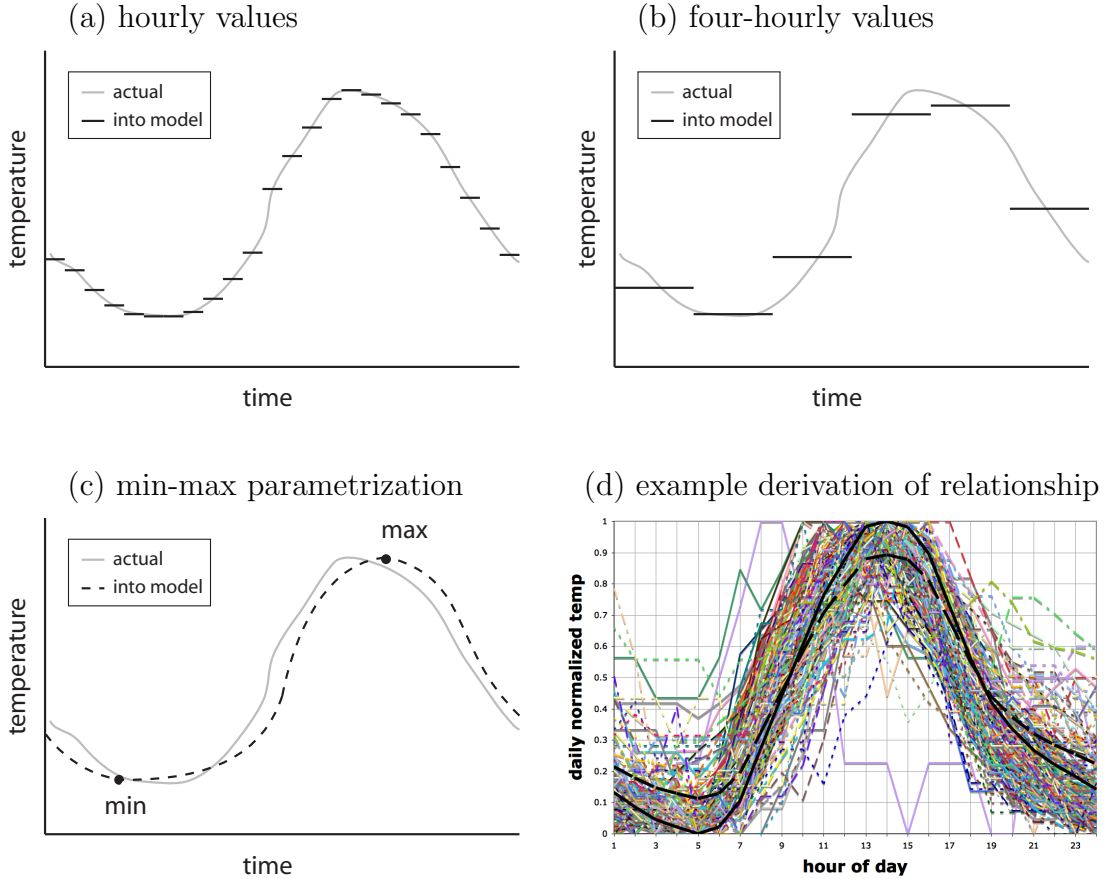 (a) hourly values
actual
into model
temperature
time
(b) four-hourly values
actual
into model
temperature
time
(c) min-max parametrization
actual
into model
max
min
temperature
time
(d) example derivation of relationship
1
0.9
0.8
0.7
0.6
0.5
0.4
0.3
0.2
0.1
0
daily normalized temp
1 3 5 7 9 11 13 15 17 19 21 23
hour of day